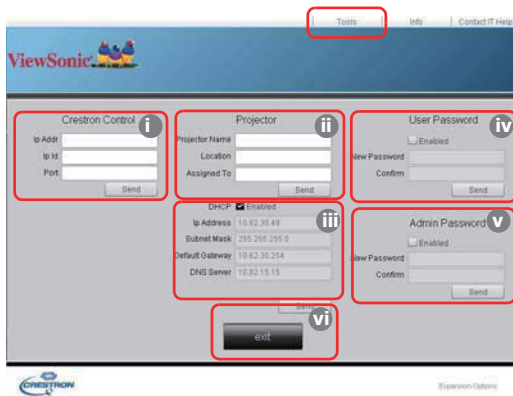 Tools | Info | Contact IT Help
ViewSonic
Crestron Control
i
Ip Addr
Ip Id
Port
Send
Projector
ii
Projector Name
Location
Assigned To
Send
DHCP Enabled
iii
Ip Address 10.82.30.49
Subnet Mask 255.255.255.0
Default Gateway 10.82.30.254
DNS Server 10.82.15.15
Send
User Password
iv
Enabled
New Password
Confirm
Send
Admin Password
v
Enabled
New Password
Confirm
Send
vi
exit
CRESTRON
Expansion Options